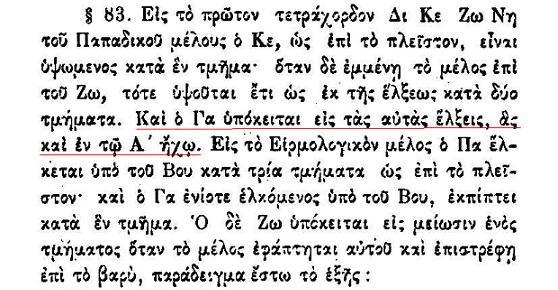 § 83. Εἰς τὸ πρῶτον τετράχορδον Δι Κε Ζω Νη
τοῦ Παπαδικοῦ μέλους ὁ Κε, ὡς ἐπὶ τὸ πλεῖστον, εἶναι
ὑψωμενος κατὰ ἓν τμῆμα· ὅταν δὲ ἐμμένῃ τὸ μέλος ἐπὶ
τοῦ Ζω, τότε ὑψοῦται ἔτι ὡς ἐκ τῆς ἕλξεως κατὰ δύο
τμήματα. Καὶ ὁ Γα ὑπόκειται εἰς τὰς αὐτὰς ἕλξεις, ἃς
καὶ ἐν τῷ Α΄ ἤχῳ. Εἰς τὸ Εἱρμολογικὸν μέλος ὁ Πα ἕλ-
κεται ὑπὸ τοῦ Βου κατὰ τρία τμήματα ὡς ἐπὶ τὸ πλεῖ-
στον· καὶ ὁ Γα ἐνίοτε ἑλκόμενος ὑπὸ τοῦ Βου, ἐκπίπτει
κατὰ ἓν τμῆμα. Ὁ δὲ Ζω ὑπόκειται εἰς μείωσιν ἑνὸς
τμήματος ὅταν τὸ μέλος ἐφάπτηται αὐτοῦ καὶ ἐπιστρέφῃ
ἐπὶ τὸ βαρὺ, παράδειγμα ἔστω τὸ ἑξῆς :